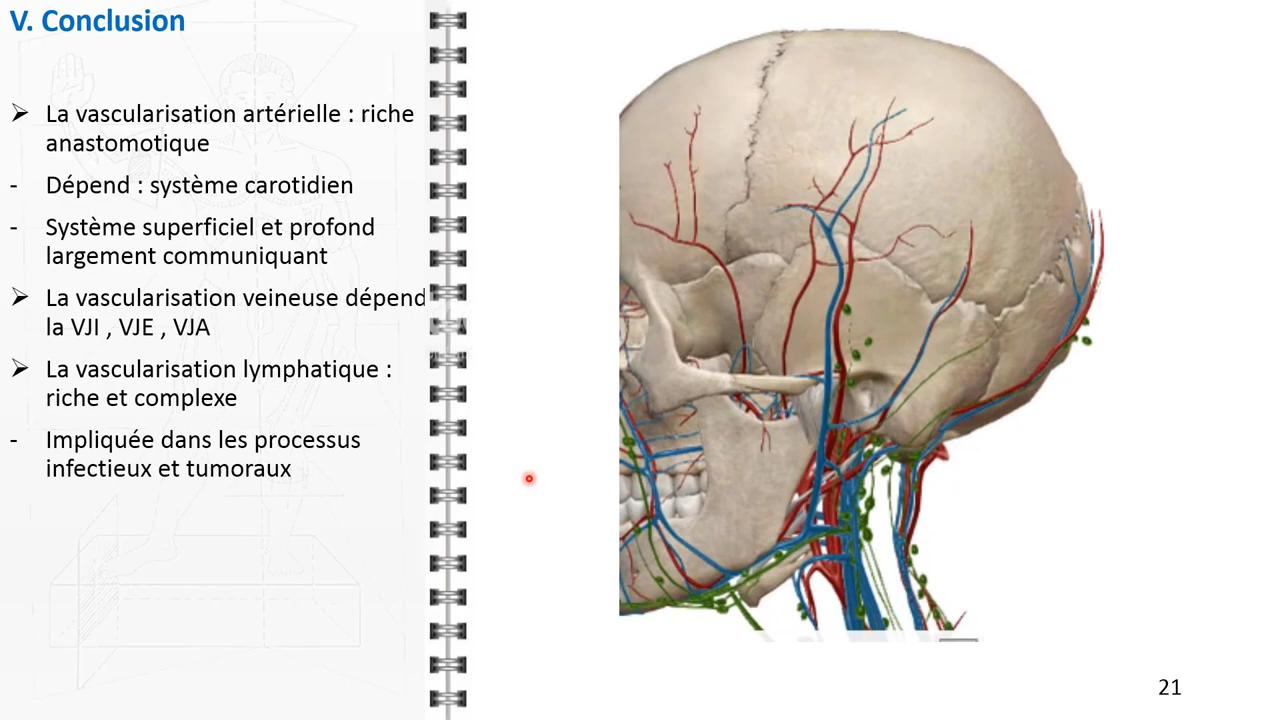 V. Conclusion
➢ La vascularisation artérielle : riche
anastomotique
- Dépend : système carotidien
- Système superficiel et profond
largement communiquant
➢ La vascularisation veineuse dépend
la VJI , VJE , VJA
➢ La vascularisation lymphatique :
riche et complexe
- Impliquée dans les processus
infectieux et tumoraux
21